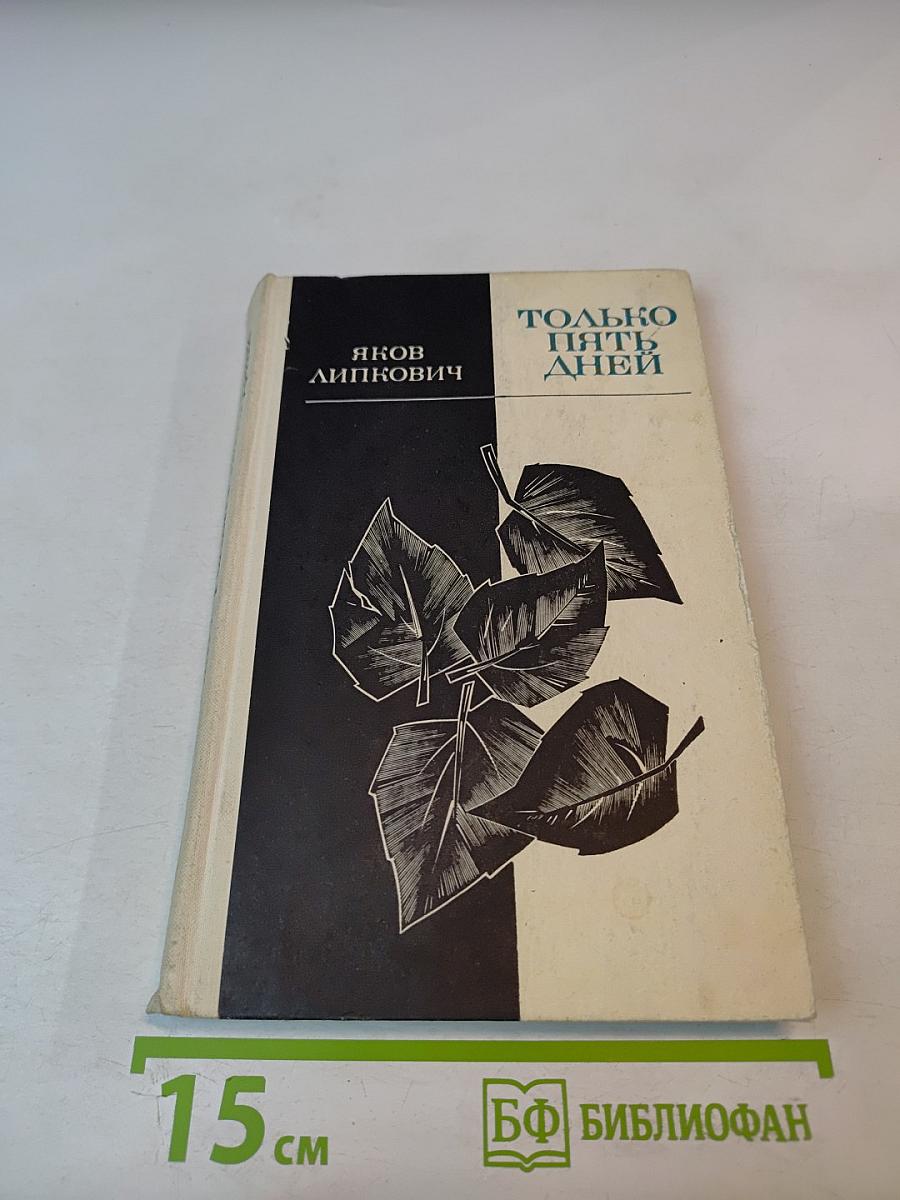 ЯКОВ
ЛИПКОВИЧ
ТОЛЬКО
ПЯТЬ
ДНЕЙ
15 см
БФ БИБЛИОФАН